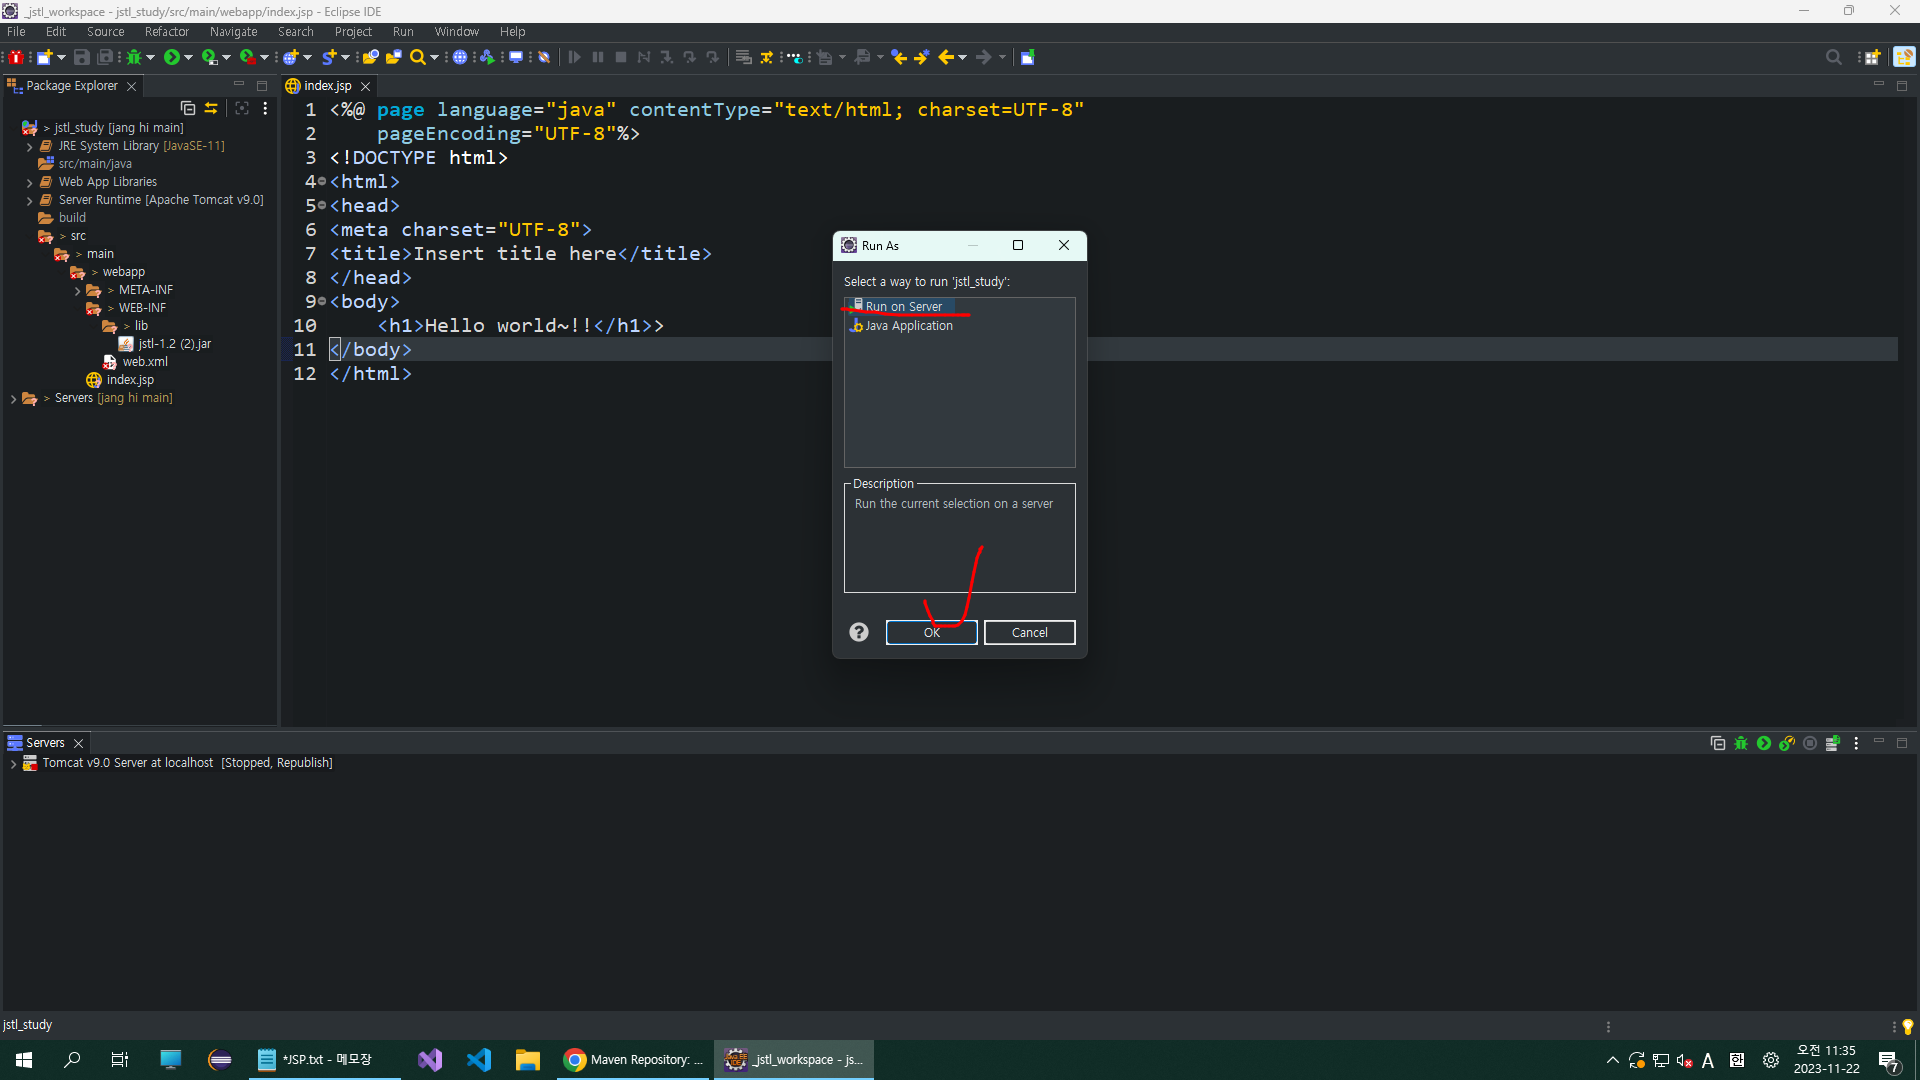 _jstl_workspace - jstl_study/src/main/webapp/index.jsp - Eclipse IDE
File Edit Source Refactor Navigate Search Project Run Window Help
Package Explorer
> jstl_study [jang hi main]
JRE System Library [JavaSE-11]
src/main/java
Web App Libraries
Server Runtime [Apache Tomcat v9.0]
build
> src
> main
> webapp
> META-INF
> WEB-INF
> lib
jstl-1.2 (2).jar
web.xml
index.jsp
> Servers [jang hi main]
index.jsp
1 <%@ page language="java" contentType="text/html; charset=UTF-8"
2     pageEncoding="UTF-8"%>
3 <!DOCTYPE html>
4 <html>
5 <head>
6 <meta charset="UTF-8">
7 <title>Insert title here</title>
8 </head>
9 <body>
10     <h1>Hello world~!!</h1>>
11 </body>
12 </html>
Run As
Select a way to run 'jstl_study':
Run on Server
Java Application
Description
Run the current selection on a server
OK
Cancel
Servers
Tomcat v9.0 Server at localhost [Stopped, Republish]
jstl_study
*JSP.txt - 메모장
Maven Repository: ...
_jstl_workspace - js...
A
한
오전 11:35
2023-11-22
7